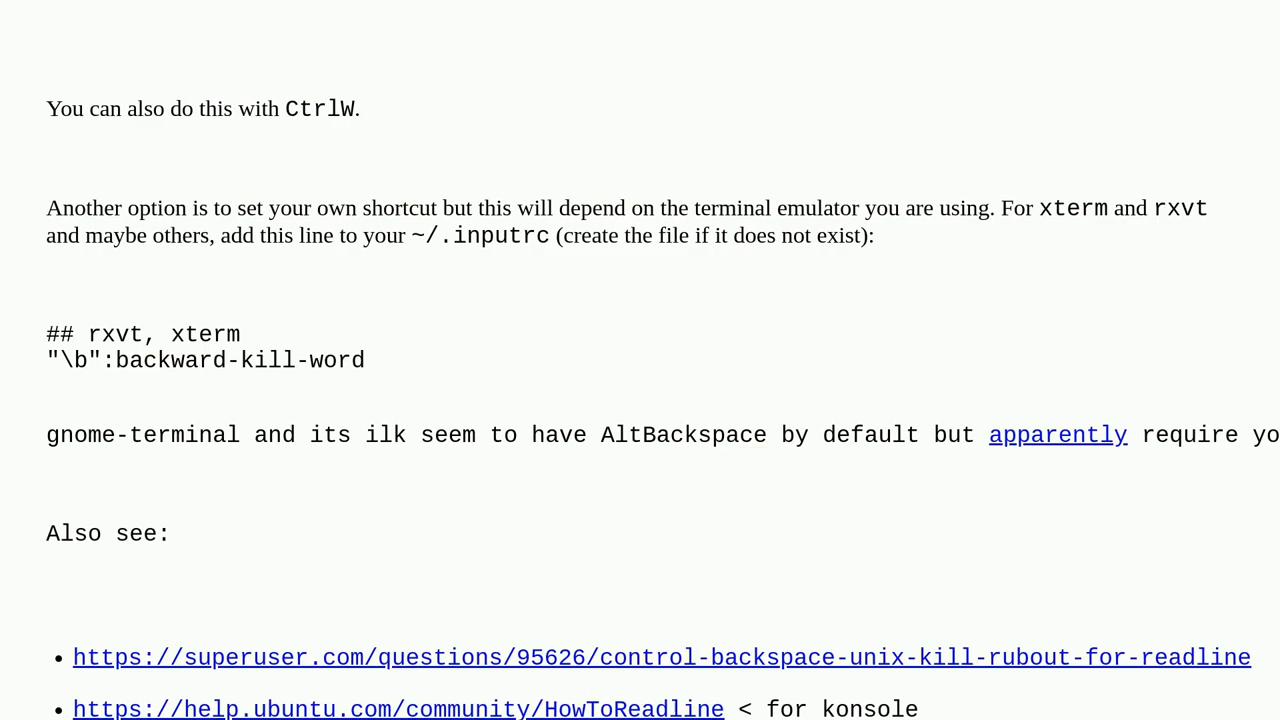 You can also do this with CtrlW.
Another option is to set your own shortcut but this will depend on the terminal emulator you are using. For xterm and rxvt
and maybe others, add this line to your ~/.inputrc (create the file if it does not exist):
## rxvt, xterm
"\b":backward-kill-word
gnome-terminal and its ilk seem to have AltBackspace by default but apparently require yo
Also see:
• https://superuser.com/questions/95626/control-backspace-unix-kill-rubout-for-readline
• https://help.ubuntu.com/community/HowToReadline < for konsole